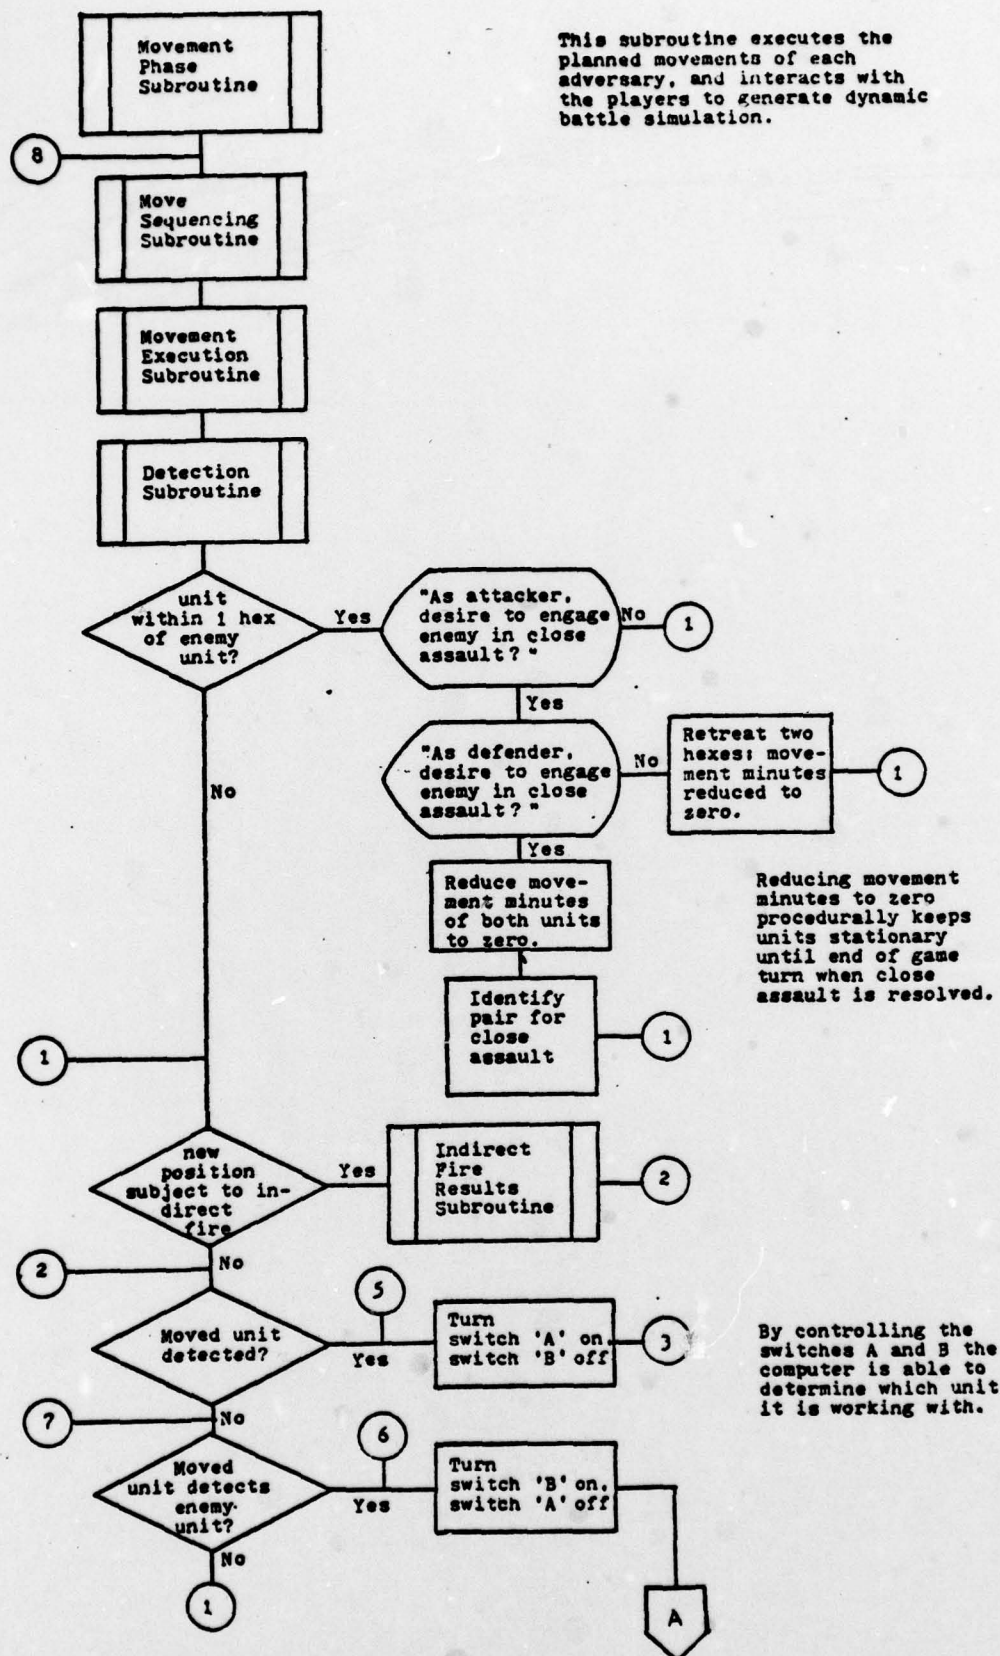 Movement
Phase
Subroutine
This subroutine executes the
planned movements of each
adversary, and interacts with
the players to generate dynamic
battle simulation.
8
Move
Sequencing
Subroutine
Movement
Execution
Subroutine
Detection
Subroutine
unit
within 1 hex
of enemy
unit?
Yes
"As attacker,
desire to engage
enemy in close
assault?"
No
1
Yes
"As defender,
desire to engage
enemy in close
assault?"
No
Retreat two
hexes; move-
ment minutes
reduced to
zero.
1
No
Yes
Reduce move-
ment minutes
of both units
to zero.
Reducing movement
minutes to zero
procedurally keeps
units stationary
until end of game
turn when close
assault is resolved.
Identify
pair for
close
assault
1
1
new
position
subject to in-
direct
fire
Yes
Indirect
Fire
Results
Subroutine
2
No
2
Moved unit
detected?
Yes
5
Turn
switch 'A' on,
switch 'B' off
3
By controlling the
switches A and B the
computer is able to
determine which unit
it is working with.
7
No
Moved
unit detects
enemy
unit?
Yes
6
Turn
switch 'B' on,
switch 'A' off
No
1
A